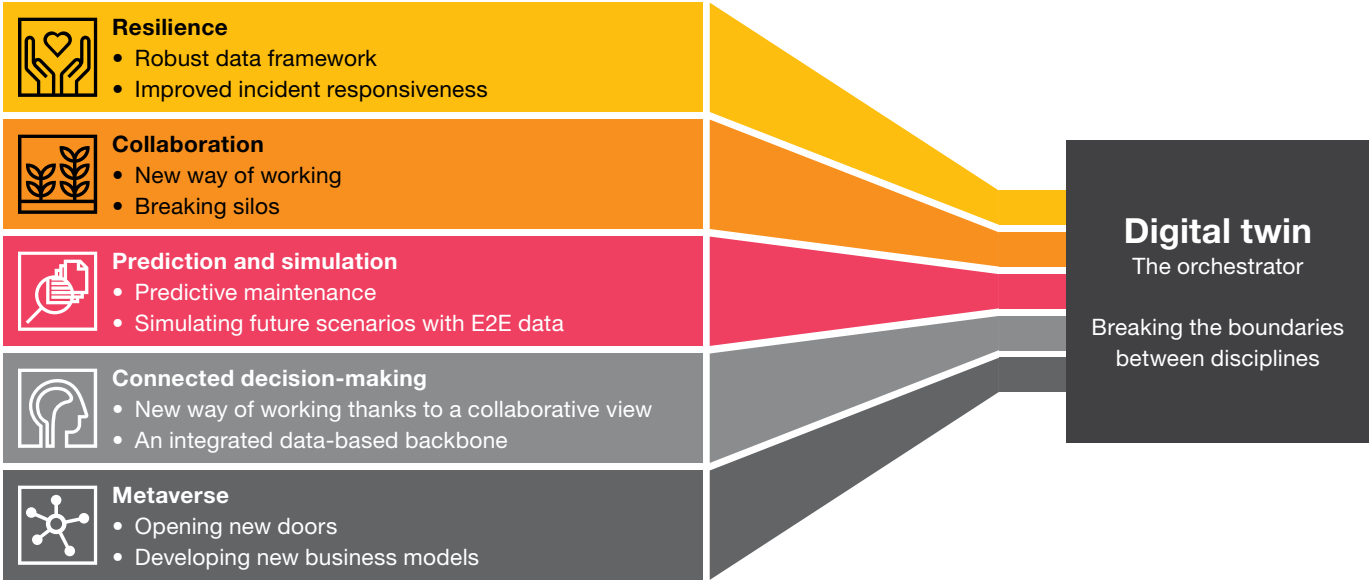 Resilience
• Robust data framework
• Improved incident responsiveness
Collaboration
• New way of working
• Breaking silos
Prediction and simulation
• Predictive maintenance
• Simulating future scenarios with E2E data
Connected decision-making
• New way of working thanks to a collaborative view
• An integrated data-based backbone
Metaverse
• Opening new doors
• Developing new business models
Digital twin
The orchestrator
Breaking the boundaries
between disciplines